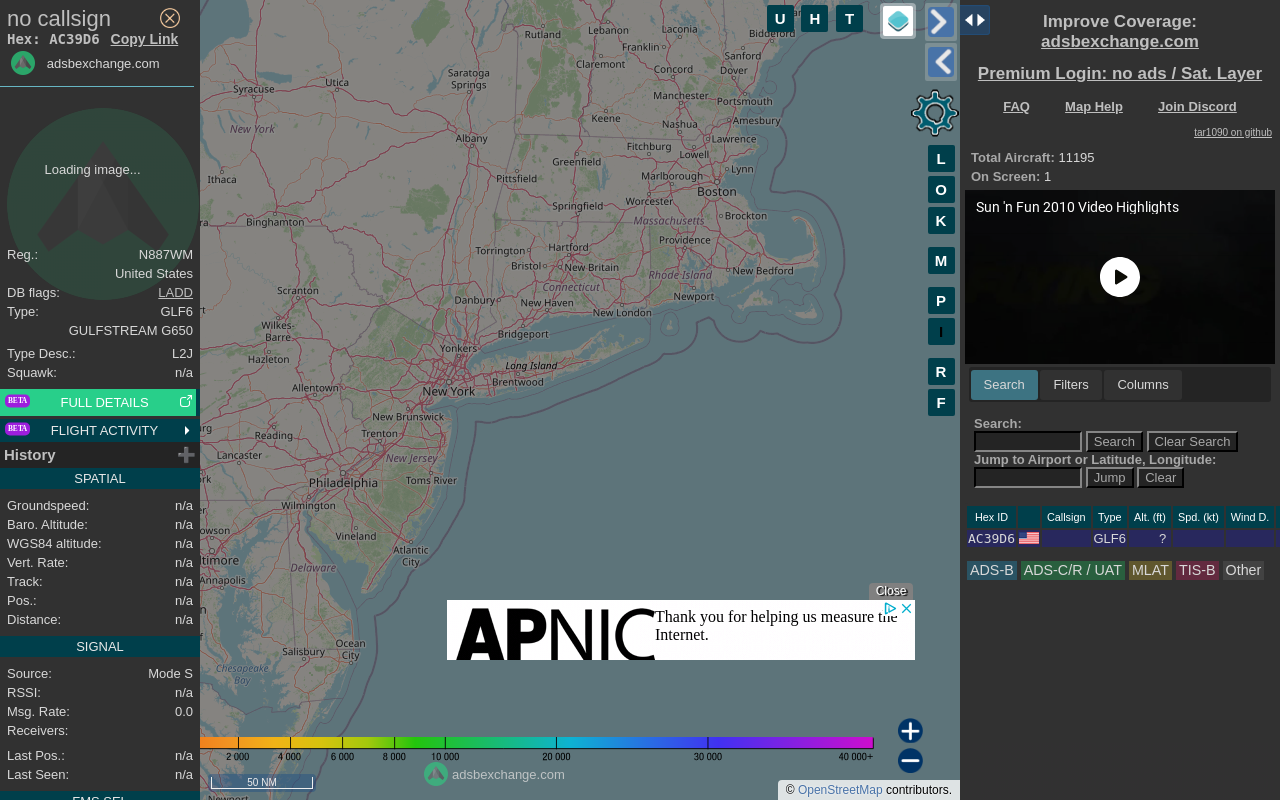 no callsign
Hex: AC39D6 Copy Link
adsbexchange.com
Loading image...
Reg.: N887WM
United States
DB flags: LADD
Type: GLF6
GULFSTREAM G650
Type Desc.: L2J
Squawk: n/a
BETA FULL DETAILS
BETA FLIGHT ACTIVITY
History
SPATIAL
Groundspeed: n/a
Baro. Altitude: n/a
WGS84 altitude: n/a
Vert. Rate: n/a
Track: n/a
Pos.: n/a
Distance: n/a
SIGNAL
Source: Mode S
RSSI: n/a
Msg. Rate: 0.0
Receivers:
Last Pos.: n/a
Last Seen: n/a
FMS SEL
U H T
L
O
K
M
P
I
R
F
Rutland
Lebanon
Laconia
Biddeford
Franklin
Sanford
Claremont
Concord
Dover
Saratoga
Springs
Utica
Syracuse
Manchester
Portsmouth
Keene
Nashua
Amesbury
New York
Albany
Fitchburg
Lawrence
Greenfield
Lowell
Lynn
Ithaca
Pittsfield
Marlborough
Boston
Worcester
Springfield
Binghamton
Massachusetts
Brockton
Providence
Torrington
Hartford
Bristol
New Britain
Rhode Island
New Bedford
Connecticut
Scranton
Danbury
New Haven
Newport
New London
Wilkes-
Barre
Bridgeport
Hazleton
Yonkers
Long Island
Brentwood
Allentown
New York
New Brunswick
Reading
Trenton
Lancaster
New Jersey
Philadelphia
Toms River
Wilmington
Vineland
Atlantic
City
Annapolis
Delaware
Ocean
City
Salisbury
Chesapeake
Bay
Close
APNIC
Thank you for helping us measure the
Internet.
2 000 4 000 6 000 8 000 10 000 20 000 30 000 40 000+
adsbexchange.com
50 NM
© OpenStreetMap contributors.
Improve Coverage:
adsbexchange.com
Premium Login: no ads / Sat. Layer
FAQ Map Help Join Discord
tar1090 on github
Total Aircraft: 11195
On Screen: 1
Sun 'n Fun 2010 Video Highlights
Search Filters Columns
Search:
Search Clear Search
Jump to Airport or Latitude, Longitude:
Jump Clear
Hex ID Callsign Type Alt. (ft) Spd. (kt) Wind D.
AC39D6 GLF6 ?
ADS-B ADS-C/R / UAT MLAT TIS-B Other